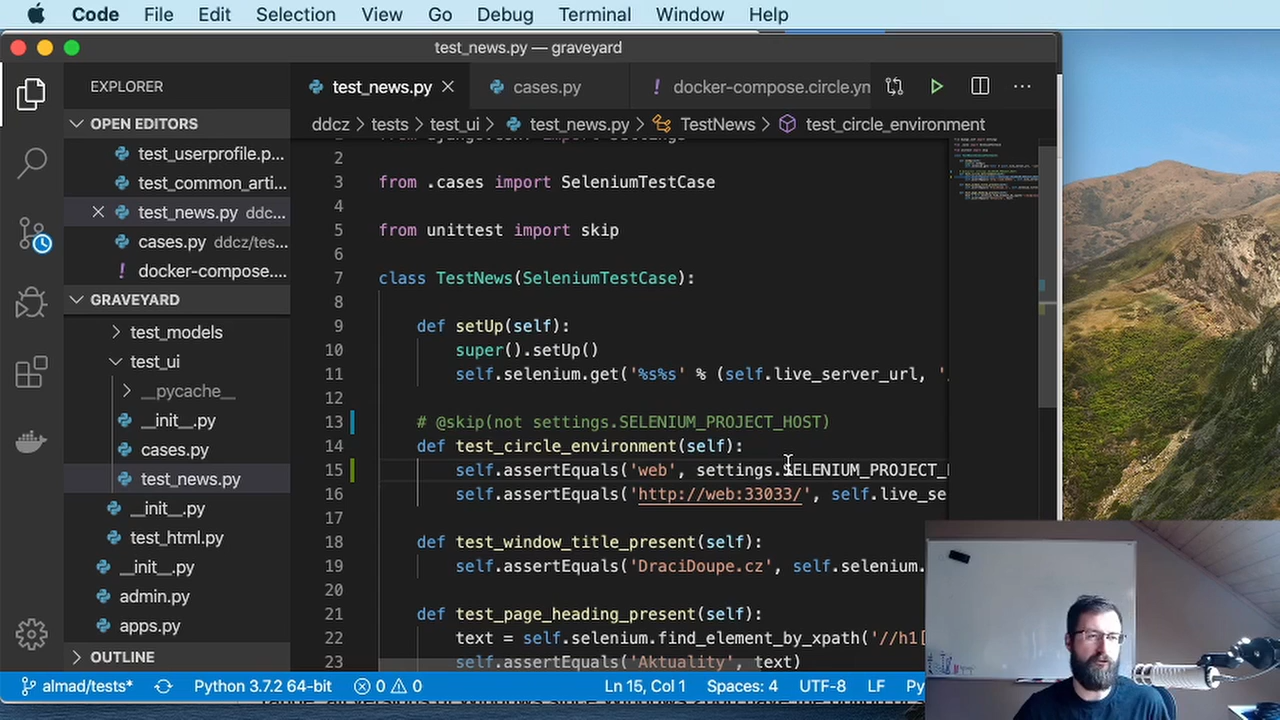 Code File Edit Selection View Go Debug Terminal Window Help
test_news.py — graveyard
EXPLORER
test_news.py
cases.py
! docker-compose.circle.ym
OPEN EDITORS
ddcz > tests > test_ui > test_news.py > TestNews > test_circle_environment
test_userprofile.p...
test_common_arti...
test_news.py ddc...
cases.py ddcz/tes...
! docker-compose....
GRAVEYARD
test_models
test_ui
__pycache__
__init__.py
cases.py
test_news.py
__init__.py
test_html.py
__init__.py
admin.py
apps.py
OUTLINE
2
3 from .cases import SeleniumTestCase
4
5 from unittest import skip
6
7 class TestNews(SeleniumTestCase):
8
9 def setUp(self):
10 super().setUp()
11 self.selenium.get('%s%s' % (self.live_server_url, '
12
13 # @skip(not settings.SELENIUM_PROJECT_HOST)
14 def test_circle_environment(self):
15 self.assertEquals('web', settings.SELENIUM_PROJECT_
16 self.assertEquals('http://web:33033/', self.live_se
17
18 def test_window_title_present(self):
19 self.assertEquals('DraciDoupe.cz', self.selenium.
20
21 def test_page_heading_present(self):
22 text = self.selenium.find_element_by_xpath('//h1[
23 self.assertEquals('Aktuality', text)
almad/tests* Python 3.7.2 64-bit 0 0 Ln 15, Col 1 Spaces: 4 UTF-8 LF Py